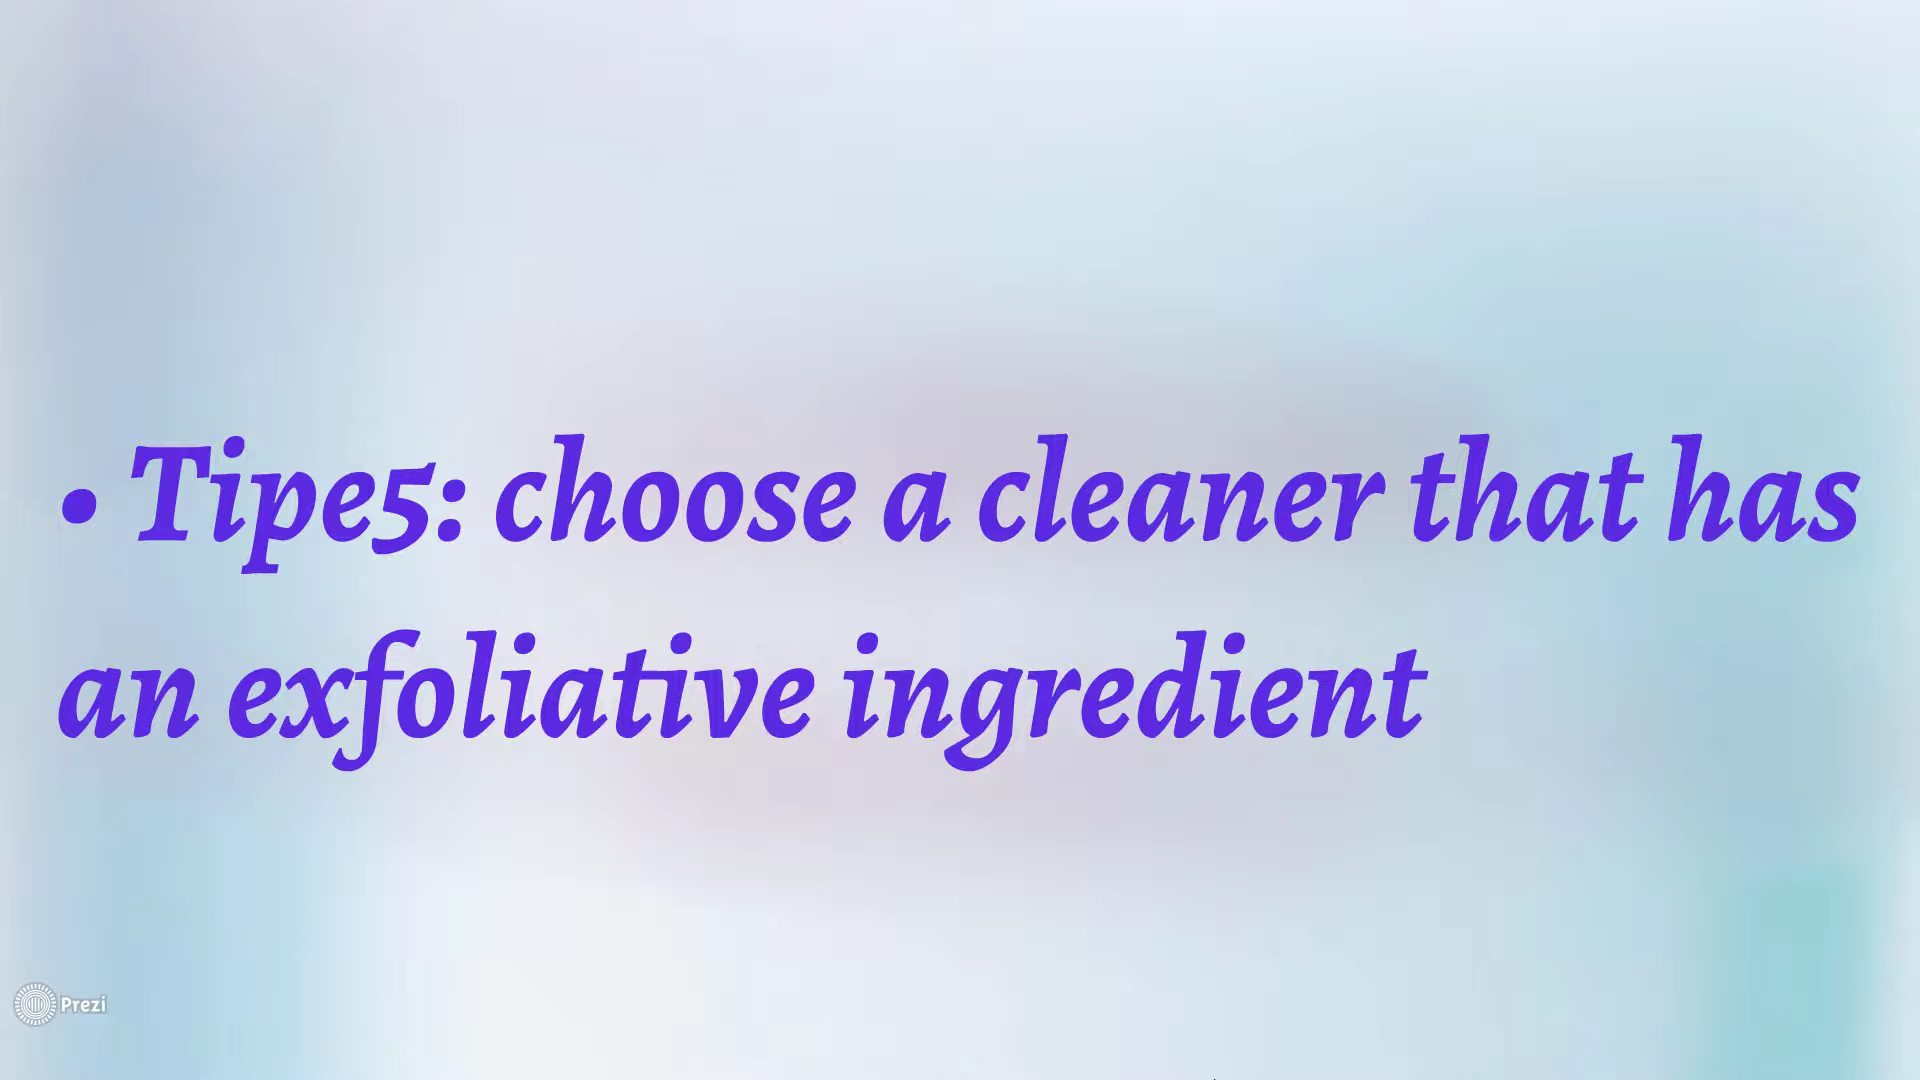 • Tipe5: choose a cleaner that has
an exfoliative ingredient
Prezi